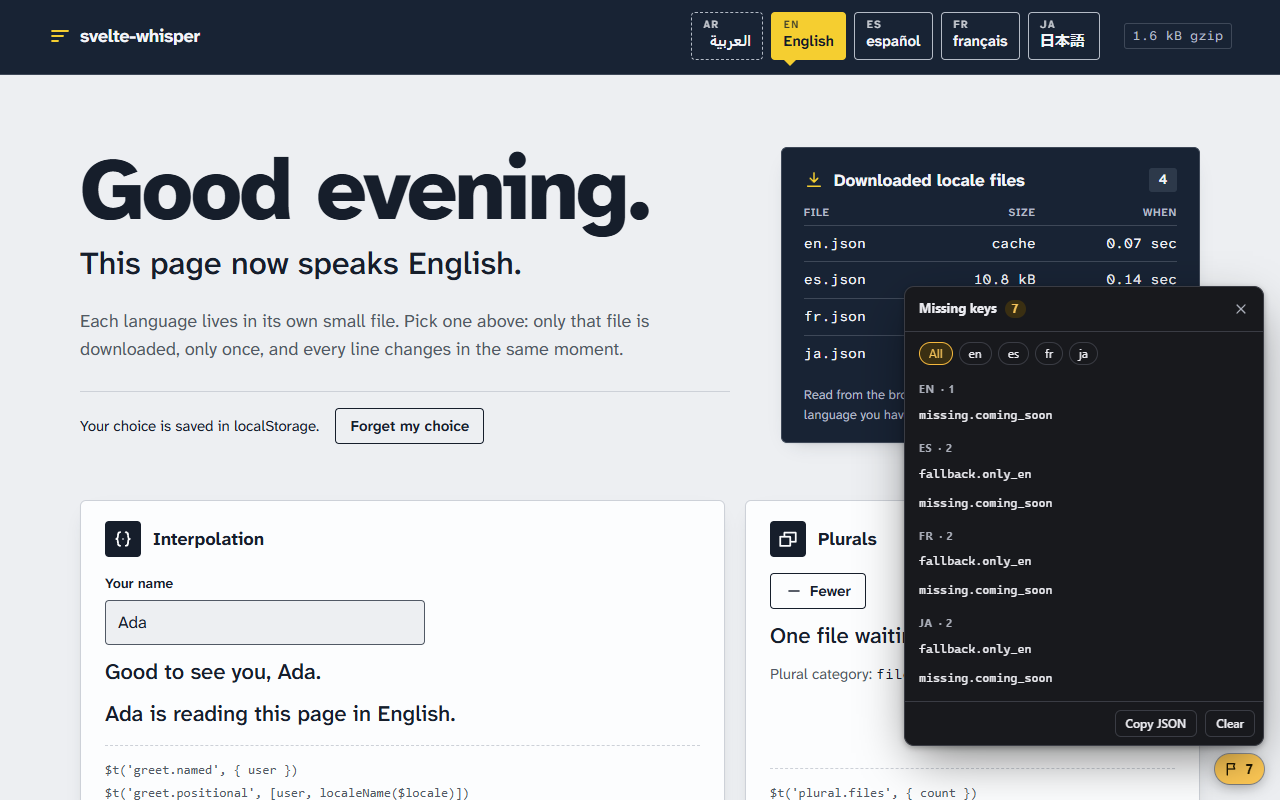 svelte-whisper
AR
العربية
EN
English
ES
español
FR
français
JA
日本語
1.6 kB gzip
Good evening.
This page now speaks English.
Each language lives in its own small file. Pick one above: only that file is
downloaded, only once, and every line changes in the same moment.
Your choice is saved in localStorage.
Forget my choice
Downloaded locale files
4
FILE SIZE WHEN
en.json cache 0.07 sec
es.json 10.8 kB 0.14 sec
fr.json
ja.json
Read from the
language you
Missing keys 7
All en es fr ja
EN · 1
missing.coming_soon
ES · 2
fallback.only_en
missing.coming_soon
FR · 2
fallback.only_en
missing.coming_soon
JA · 2
fallback.only_en
missing.coming_soon
Copy JSON Clear
7
Interpolation
Your name
Ada
Good to see you, Ada.
Ada is reading this page in English.
$t('greet.named', { user })
$t('greet.positional', [user, localeName($locale)])
Plurals
Fewer
One file
Plural category:
$t('plural.files', { count })